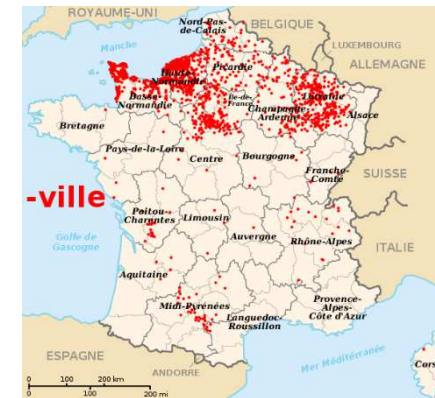 ROYAUME-UNI
Nord-Pas-
de-Calais
BELGIQUE
Manche
LUXEMBOURG
ALLEMAGNE
Haute-
Normandie
Picardie
Basse-
Normandie
Île-de-
France
Champagne-
Ardenne
Lorraine
Alsace
Bretagne
Pays-de-la-Loire
Centre
Bourgogne
Franche-
Comté
SUISSE
-ville
Poitou-
Charentes
Limousin
Golfe de
Gascogne
Auvergne
Rhône-Alpes
ITALIE
Aquitaine
Midi-Pyrénées
Languedoc-
Roussillon
Provence-
Alpes-
Côte d'Azur
ESPAGNE
ANDORRE
Mer Méditérranée
Cors
0 100 200 km
0 100 200 mi